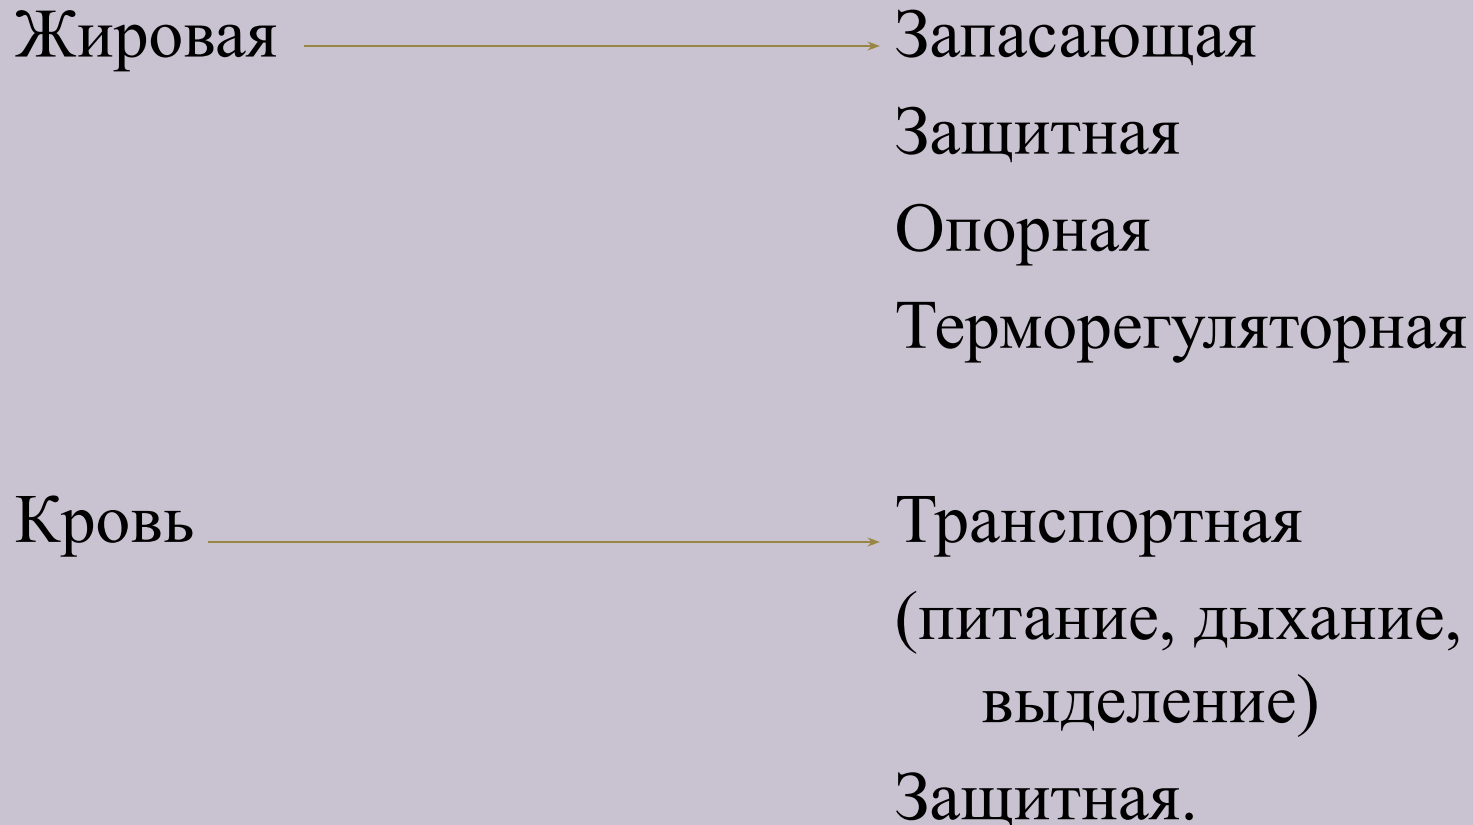 Жировая Запасающая
Защитная
Опорная
Терморегуляторная
Кровь Транспортная
(питание, дыхание,
выделение)
Защитная.